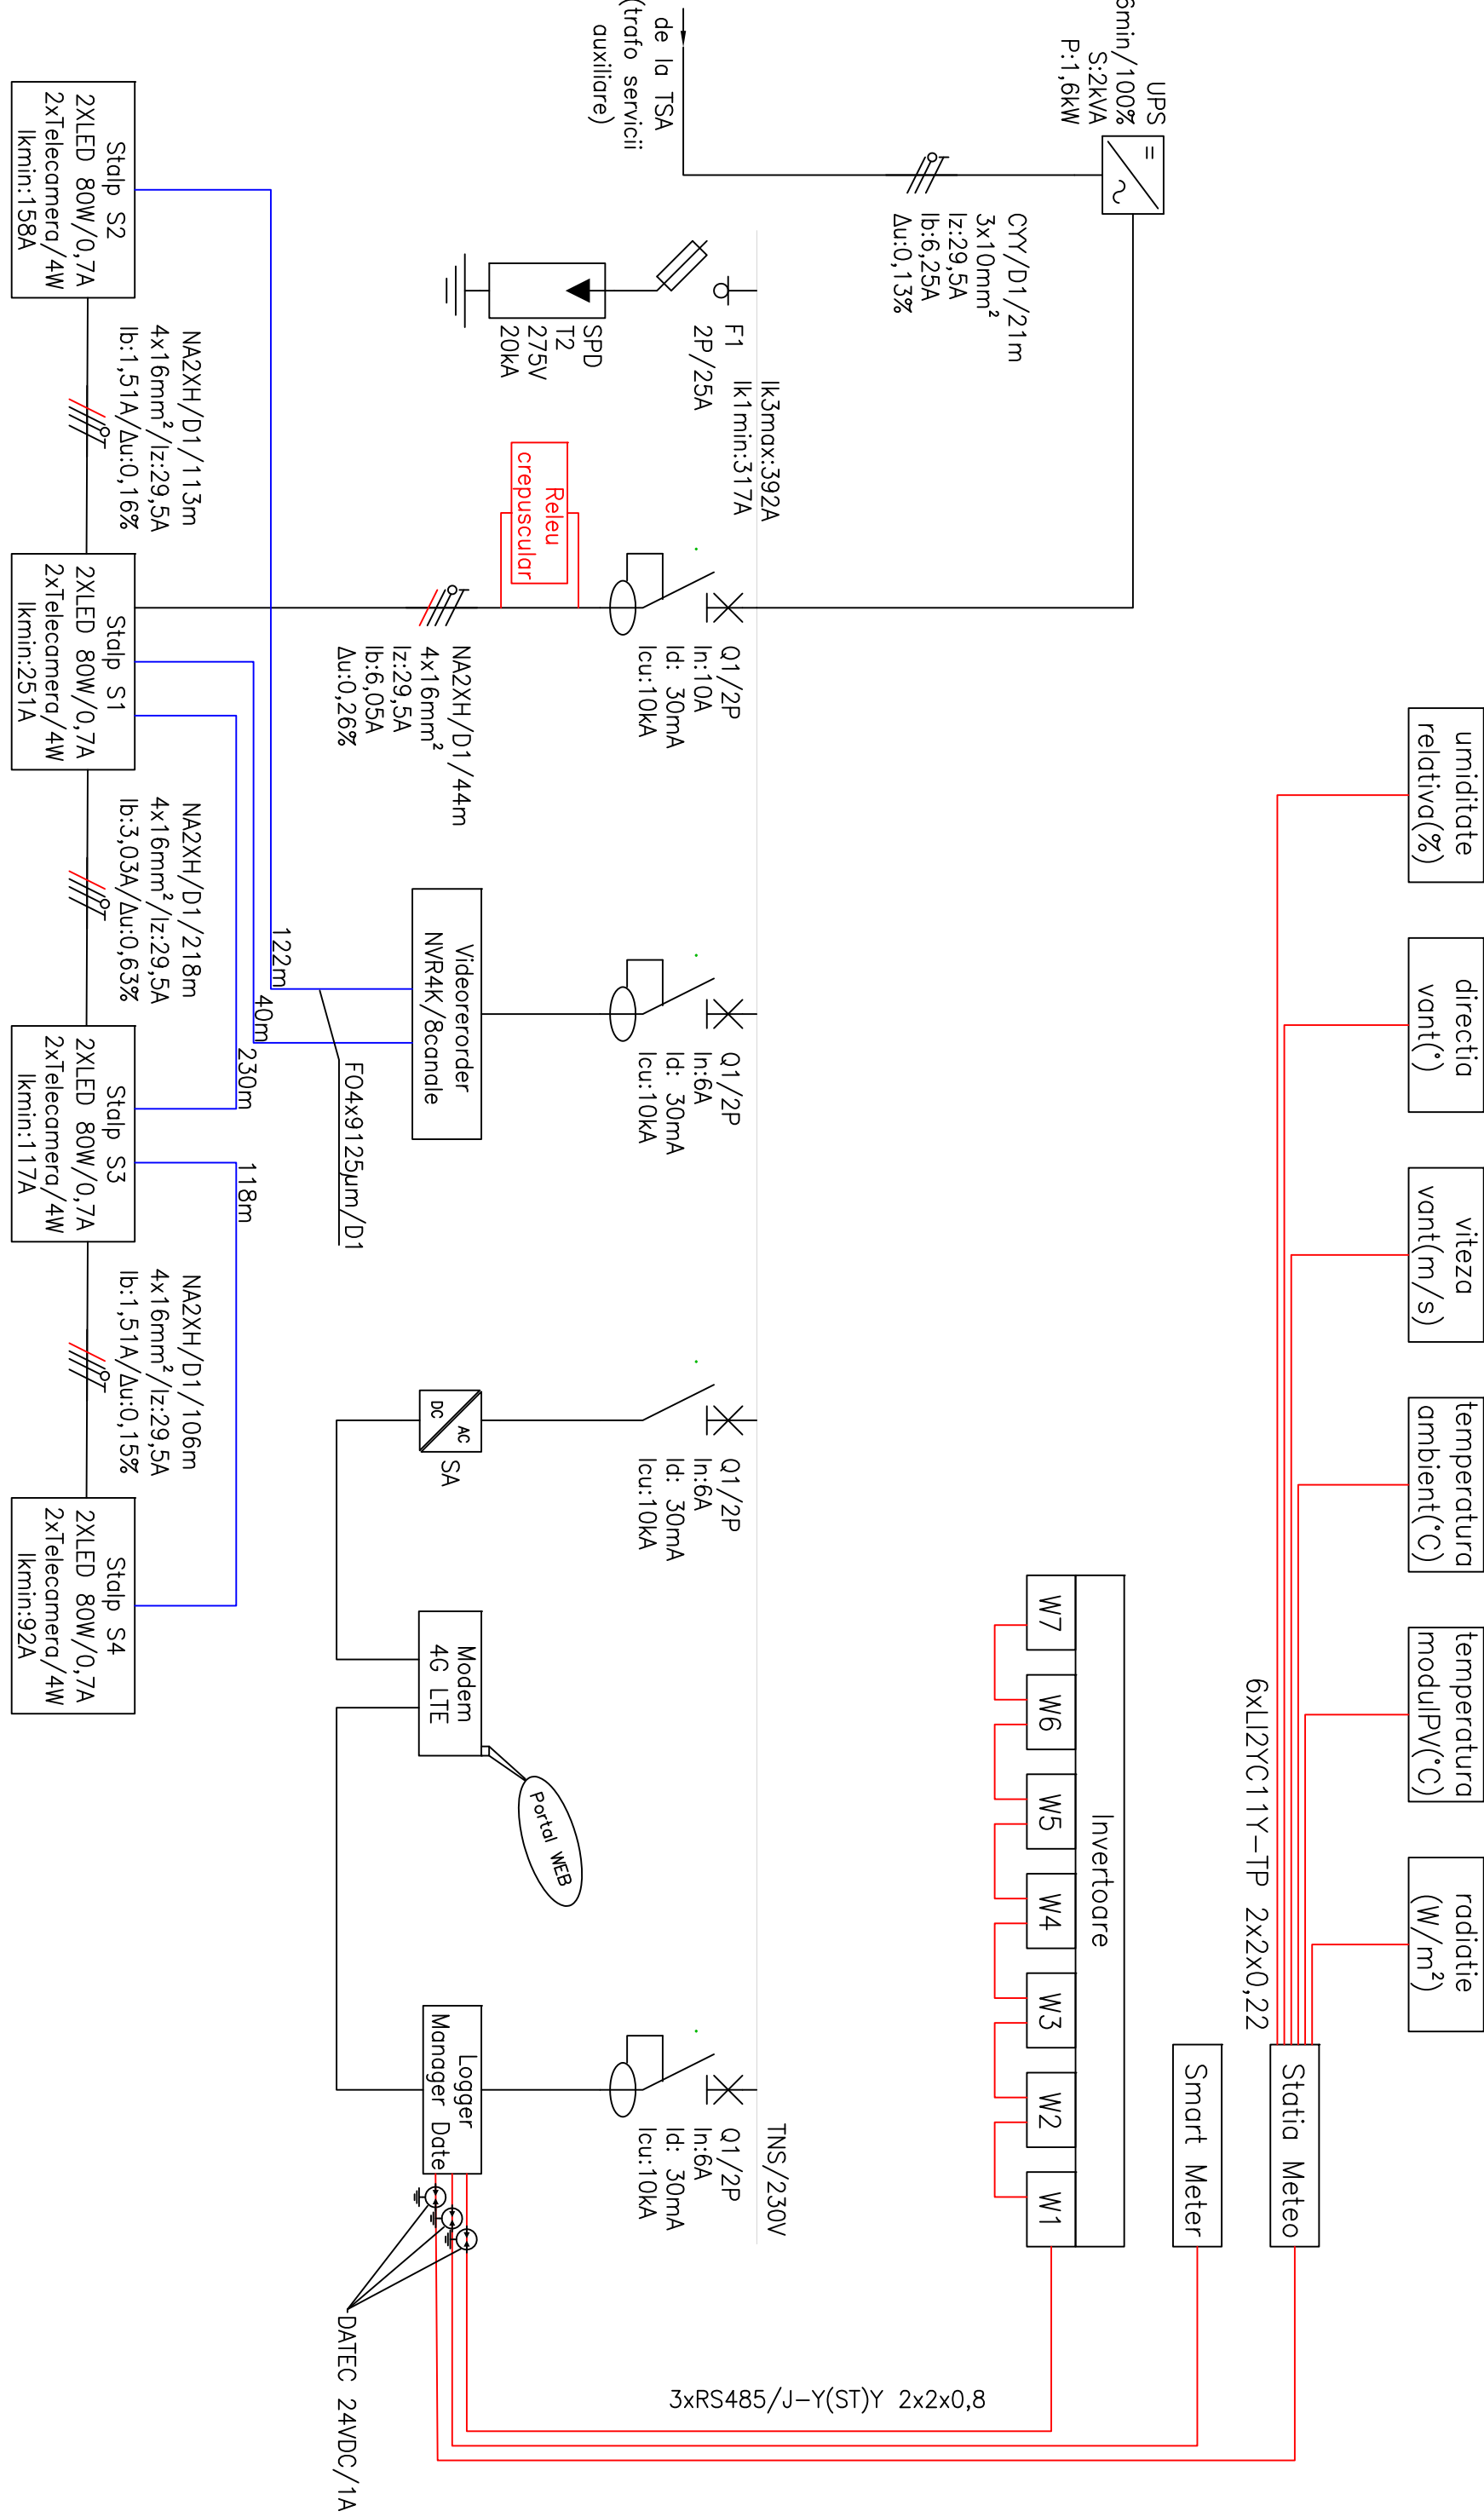 umiditate
relativa(%)
directia
vant(°)
viteza
vant(m/s)
temperatura
ambient(°C)
temperatura
modulPV(°C)
radiatie
(W/m²)
6xLI2YC11Y-TP 2x2x0,22
Statia Meteo
Smart Meter
UPS
6min/100%
S:2kVA
P:1,6kW
=
~
Invertoare
W7
W6
W5
W4
W3
W2
W1
CYY/D1/21m
3x10mm²
Iz:29,5A
Ib:6,25A
Δu:0,13%
3xRS485/J-Y(ST)Y 2x2x0,8
de la TSA
(trafo servicii
auxiliare)
Ik3max:392A
Ik1min:317A
TNS/230V
F1
2P/25A
SPD
T2
275V
20kA
Q1/2P
In:10A
Id: 30mA
Icu:10kA
Q1/2P
In:6A
Id: 30mA
Icu:10kA
Q1/2P
In:6A
Id: 30mA
Icu:10kA
Q1/2P
In:6A
Id: 30mA
Icu:10kA
Releu
crepuscular
Portal WEB
NA2XH/D1/44m
4x16mm²
Iz:29,5A
Ib:6,05A
Δu:0,26%
Videorerorder
NVR4K/8canale
AC
DC
SA
Modem
4G LTE
Logger
Manager Date
FO4x9125µm/D1
DATEC 24VDC/1A
122m
40m
230m
118m
NA2XH/D1/113m
4x16mm²/Iz:29,5A
Ib:1,51A/Δu:0,16%
NA2XH/D1/218m
4x16mm²/Iz:29,5A
Ib:3,03A/Δu:0,63%
NA2XH/D1/106m
4x16mm²/Iz:29,5A
Ib:1,51A/Δu:0,15%
Stalp S2
2XLED 80W/0,7A
2xTelecamera/4W
Ikmin:158A
Stalp S1
2XLED 80W/0,7A
2xTelecamera/4W
Ikmin:251A
Stalp S3
2XLED 80W/0,7A
2xTelecamera/4W
Ikmin:117A
Stalp S4
2XLED 80W/0,7A
2xTelecamera/4W
Ikmin:92A